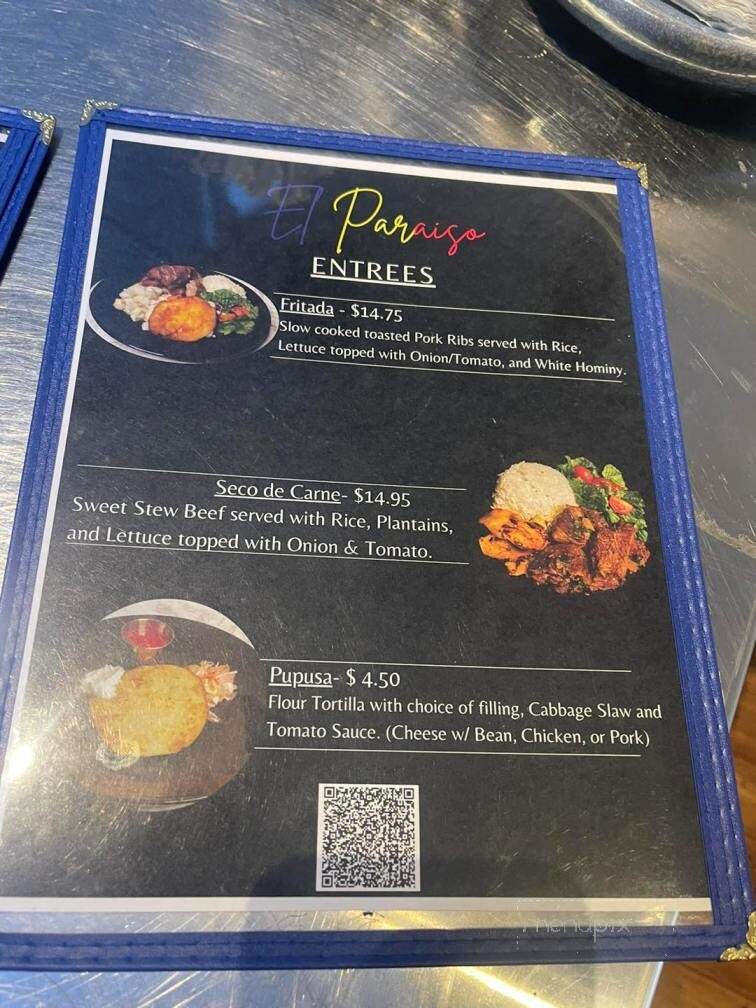 El Paraiso
ENTREES
Fritada - $14.75
Slow cooked toasted Pork Ribs served with Rice,
Lettuce topped with Onion/Tomato, and White Hominy.
Seco de Carne- $14.95
Sweet Stew Beef served with Rice, Plantains,
and Lettuce topped with Onion & Tomato.
Pupusa- $ 4.50
Flour Tortilla with choice of filling, Cabbage Slaw and
Tomato Sauce. (Cheese w/ Bean, Chicken, or Pork)
menupix